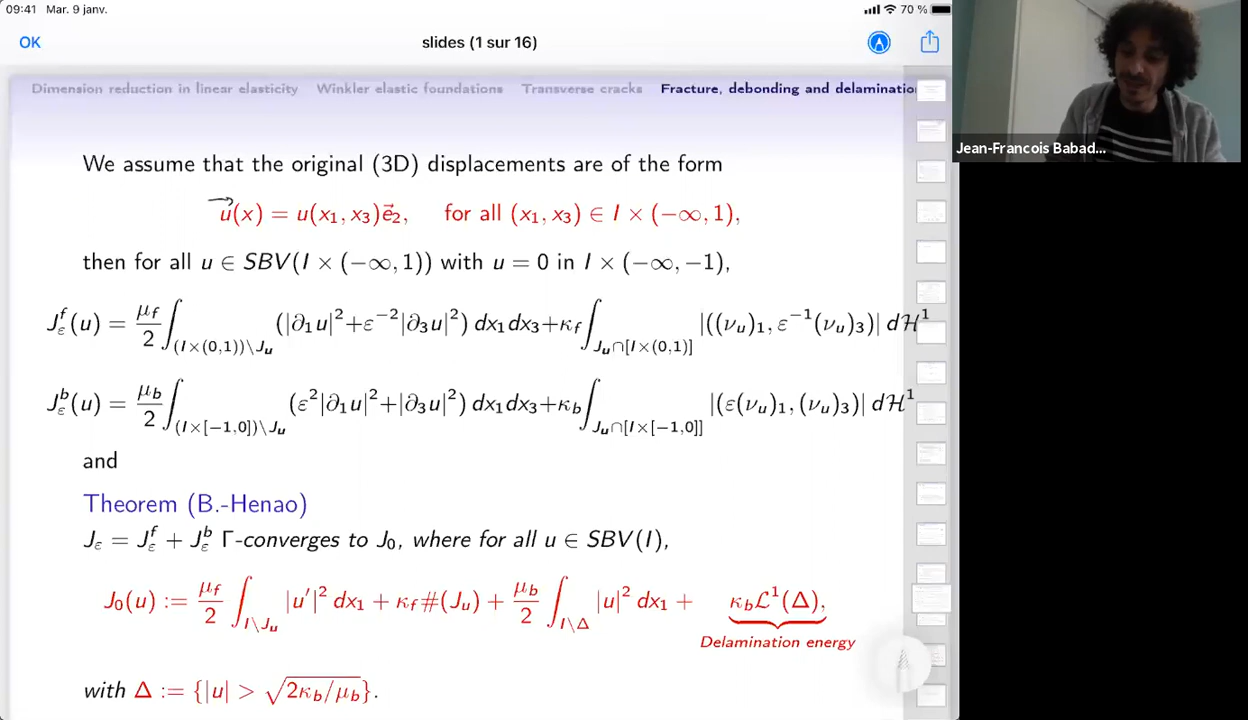 09:41 Mar. 9 janv. 70 %
OK slides (1 sur 16)
Dimension reduction in linear elasticity Winkler elastic foundations Transverse cracks Fracture, debonding and delaminatio
Jean-Francois Babad...
We assume that the original (3D) displacements are of the form
u⃗(x) = u(x₁, x₃)e⃗₂, for all (x₁, x₃) ∈ I × (−∞, 1),
then for all u ∈ SBV(I × (−∞, 1)) with u = 0 in I × (−∞, −1),
J_ε^f(u) = μ_f/2 ∫_{(I×(0,1))\J_u} (|∂₁u|²+ε⁻²|∂₃u|²) dx₁dx₃+κ_f ∫_{J_u∩[I×(0,1)]} |((ν_u)₁, ε⁻¹(ν_u)₃)| dℋ¹
J_ε^b(u) = μ_b/2 ∫_{(I×[−1,0])\J_u} (ε²|∂₁u|²+|∂₃u|²) dx₁dx₃+κ_b ∫_{J_u∩[I×[−1,0]]} |(ε(ν_u)₁, (ν_u)₃)| dℋ¹
and
Theorem (B.-Henao)
J_ε = J_ε^f + J_ε^b Γ-converges to J₀, where for all u ∈ SBV(I),
J₀(u) := μ_f/2 ∫_{I\J_u} |u′|² dx₁ + κ_f#(J_u) + μ_b/2 ∫_{I\Δ} |u|² dx₁ + κ_bℒ¹(Δ),
Delamination energy
with Δ := {|u| > √(2κ_b/μ_b)}.